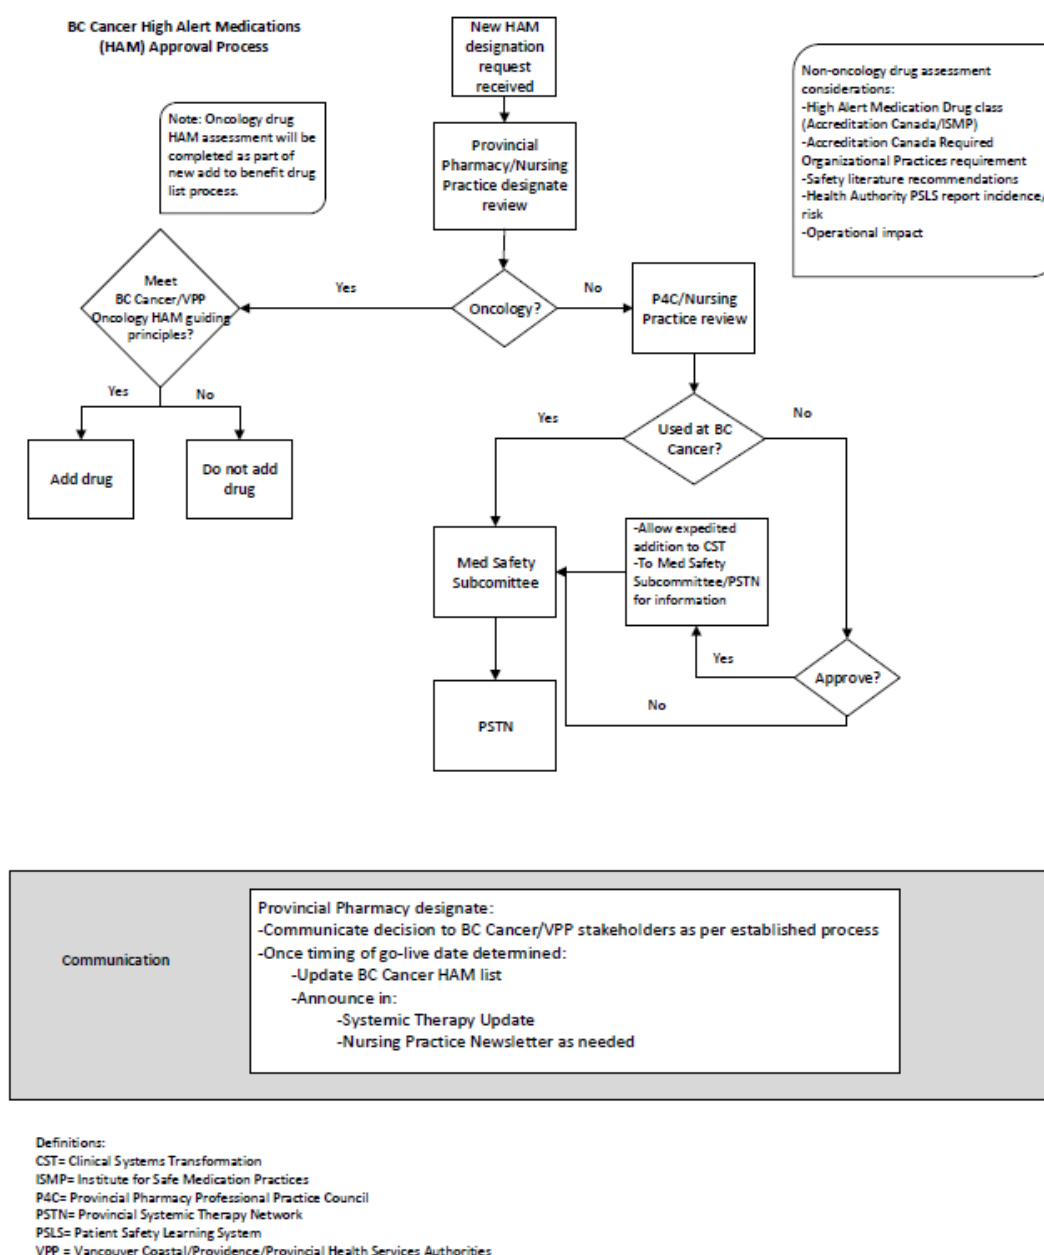 BC Cancer High Alert Medications
(HAM) Approval Process
New HAM
designation
request
received
Non-oncology drug assessment
considerations:
-High Alert Medication Drug class
(Accreditation Canada/ISMP)
-Accreditation Canada Required
Organizational Practices requirement
-Safety literature recommendations
-Health Authority PSLS report incidence/
risk
-Operational impact
Note: Oncology drug
HAM assessment will be
completed as part of
new add to benefit drug
list process.
Provincial
Pharmacy/Nursing
Practice designate
review
Meet
BC Cancer/VPP
Oncology HAM guiding
principles?
Yes
Oncology?
No
P4C/Nursing
Practice review
Yes
No
Add drug
Do not add
drug
Yes
Used at BC
Cancer?
No
Med Safety
Subcomittee
-Allow expedited
addition to CST
-To Med Safety
Subcommittee/PSTN
for information
Yes
Approve?
No
PSTN
Communication
Provincial Pharmacy designate:
-Communicate decision to BC Cancer/VPP stakeholders as per established process
-Once timing of go-live date determined:
-Update BC Cancer HAM list
-Announce in:
-Systemic Therapy Update
-Nursing Practice Newsletter as needed
Definitions:
CST= Clinical Systems Transformation
ISMP= Institute for Safe Medication Practices
P4C= Provincial Pharmacy Professional Practice Council
PSTN= Provincial Systemic Therapy Network
PSLS= Patient Safety Learning System
VPP = Vancouver Coastal/Providence/Provincial Health Services Authorities